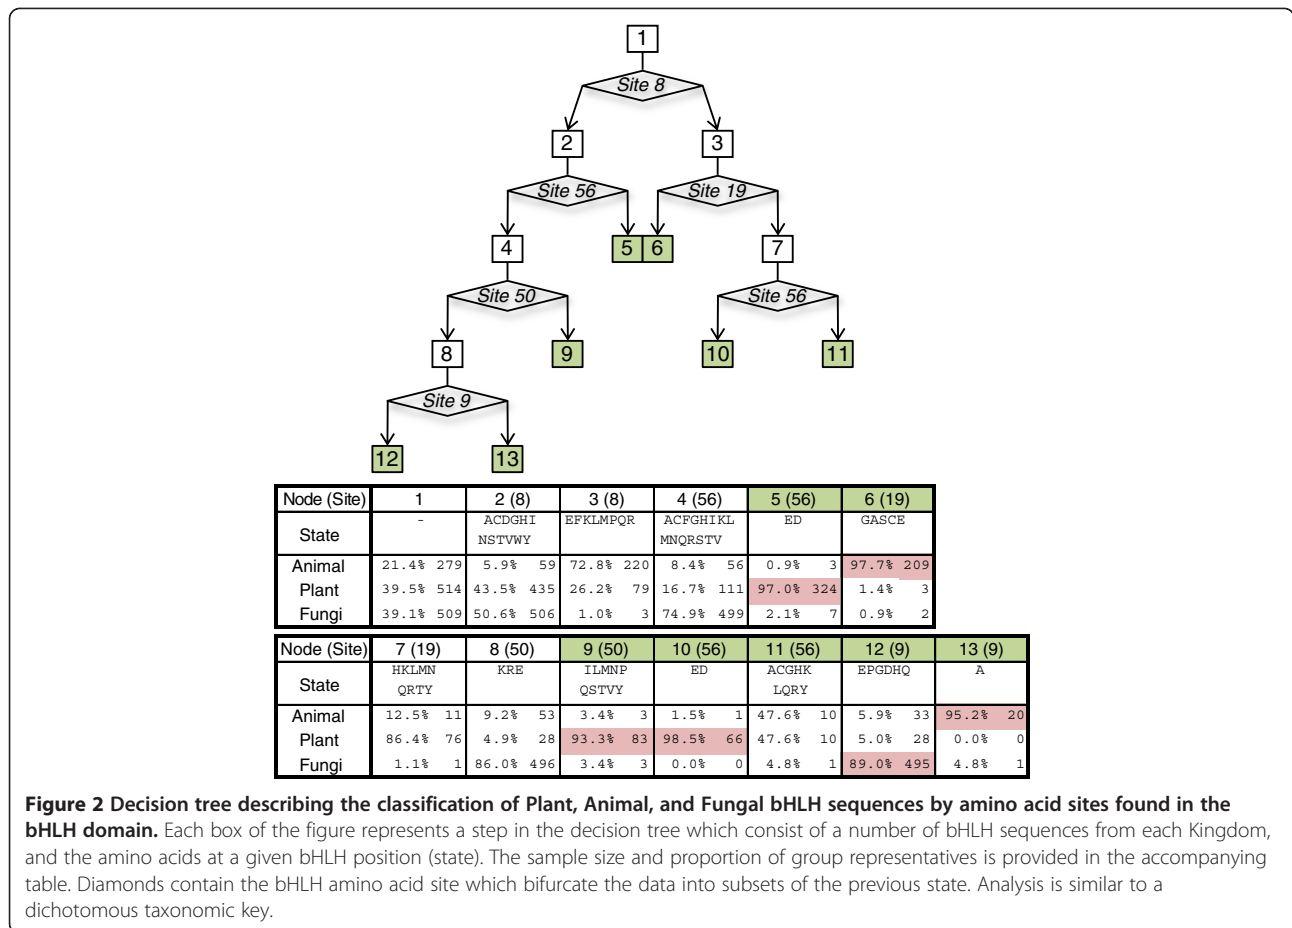 1
Site 8
2 3
Site 56 Site 19
4 5 6 7
Site 50 Site 56
8 9 10 11
Site 9
12 13
Node (Site) 1 2 (8) 3 (8) 4 (56) 5 (56) 6 (19)
State - ACDGHI EFKLMPQR ACFGHIKL ED GASCE
NSTVWY MNQRSTV
Animal 21.4% 279 5.9% 59 72.8% 220 8.4% 56 0.9% 3 97.7% 209
Plant 39.5% 514 43.5% 435 26.2% 79 16.7% 111 97.0% 324 1.4% 3
Fungi 39.1% 509 50.6% 506 1.0% 3 74.9% 499 2.1% 7 0.9% 2
Node (Site) 7 (19) 8 (50) 9 (50) 10 (56) 11 (56) 12 (9) 13 (9)
State HKLMN KRE ILMNP ED ACGHK EPGDHQ A
QRTY QSTVY LQRY
Animal 12.5% 11 9.2% 53 3.4% 3 1.5% 1 47.6% 10 5.9% 33 95.2% 20
Plant 86.4% 76 4.9% 28 93.3% 83 98.5% 66 47.6% 10 5.0% 28 0.0% 0
Fungi 1.1% 1 86.0% 496 3.4% 3 0.0% 0 4.8% 1 89.0% 495 4.8% 1
Figure 2 Decision tree describing the classification of Plant, Animal, and Fungal bHLH sequences by amino acid sites found in the
bHLH domain. Each box of the figure represents a step in the decision tree which consist of a number of bHLH sequences from each Kingdom,
and the amino acids at a given bHLH position (state). The sample size and proportion of group representatives is provided in the accompanying
table. Diamonds contain the bHLH amino acid site which bifurcate the data into subsets of the previous state. Analysis is similar to a
dichotomous taxonomic key.